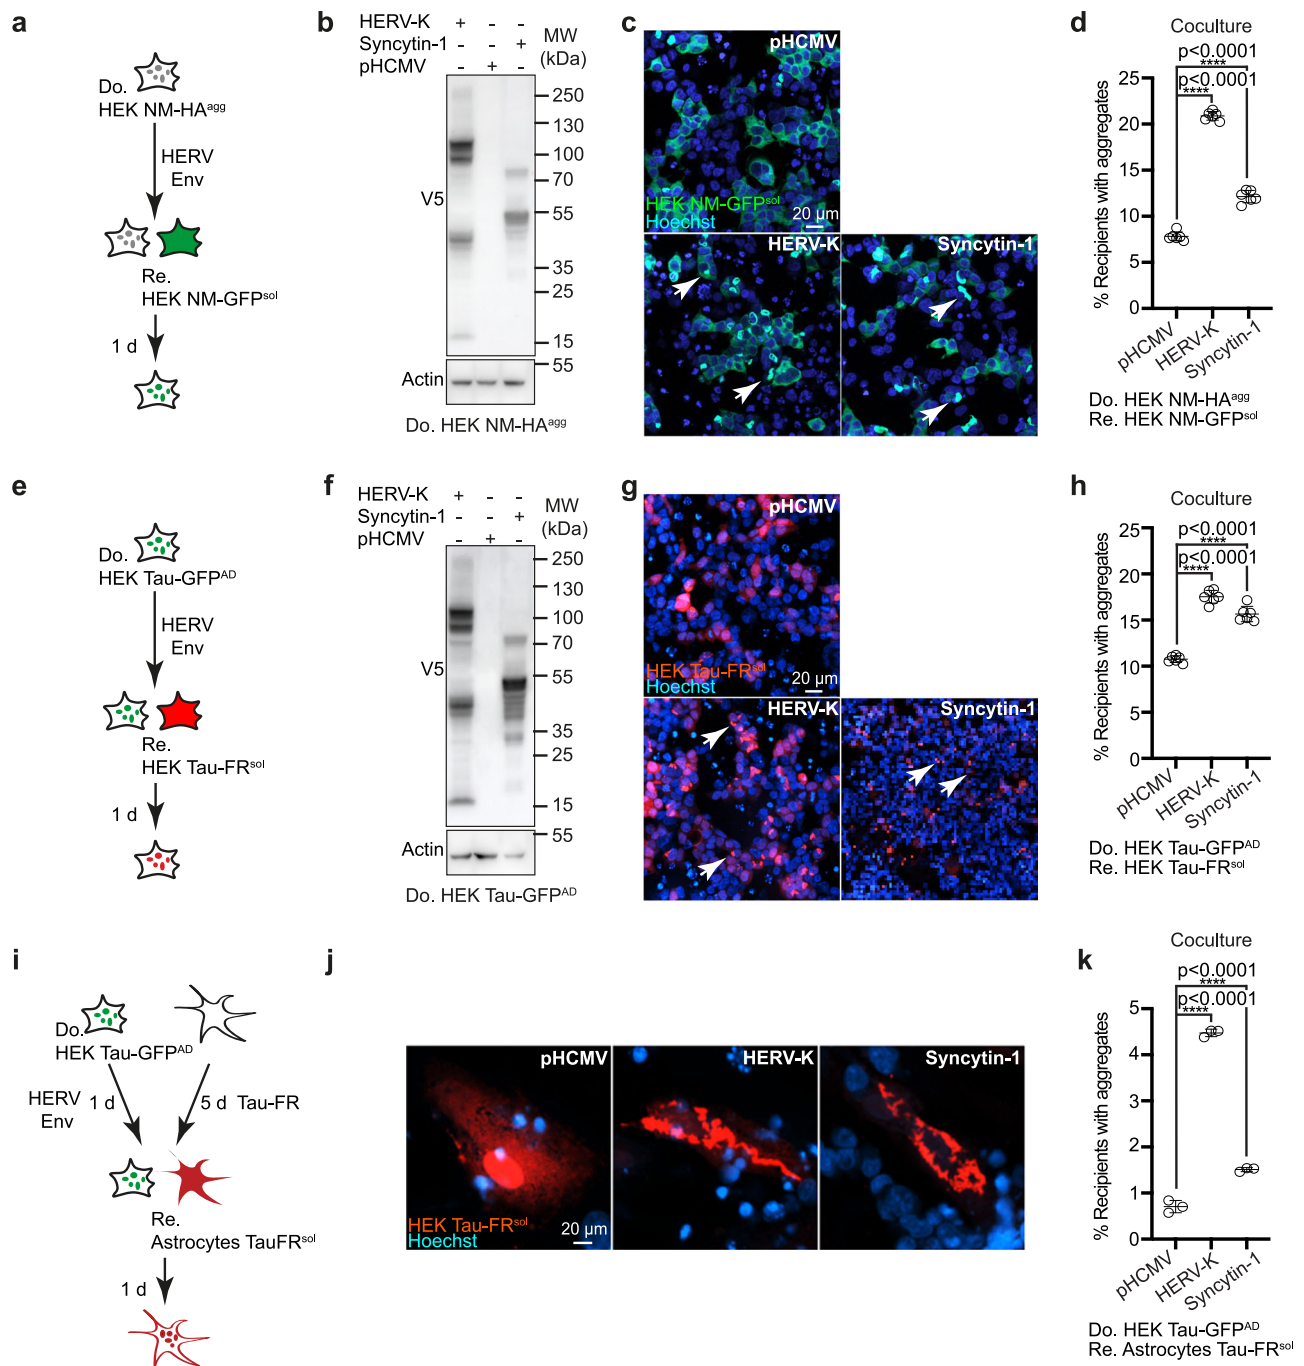 a
Do.
HEK NM-HAagg
HERV
Env
Re.
HEK NM-GFPsol
1 d
b
HERV-K + - -
Syncytin-1 - - +
pHCMV - + -
MW
(kDa)
250
130
100
70
55
35
25
15
55
V5
Actin
Do. HEK NM-HAagg
c
pHCMV
HEK NM-GFPsol
Hoechst
20 µm
HERV-K
Syncytin-1
d
Coculture
p<0.0001
****
p<0.0001
****
% Recipients with aggregates
25
20
15
10
5
0
pHCMV
HERV-K
Syncytin-1
Do. HEK NM-HAagg
Re. HEK NM-GFPsol
e
Do.
HEK Tau-GFPAD
HERV
Env
Re.
HEK Tau-FRsol
1 d
f
HERV-K + - -
Syncytin-1 - - +
pHCMV - + -
MW
(kDa)
250
130
100
70
55
35
25
15
55
V5
Actin
Do. HEK Tau-GFPAD
g
pHCMV
HEK Tau-FRsol
Hoechst
20 µm
HERV-K
Syncytin-1
h
Coculture
p<0.0001
****
p<0.0001
****
% Recipients with aggregates
25
20
15
10
5
0
pHCMV
HERV-K
Syncytin-1
Do. HEK Tau-GFPAD
Re. HEK Tau-FRsol
i
Do.
HEK Tau-GFPAD
HERV
Env
1 d
5 d Tau-FR
Re.
Astrocytes TauFRsol
1 d
j
pHCMV
HEK Tau-FRsol
Hoechst
20 µm
HERV-K
Syncytin-1
k
Coculture
p<0.0001
****
p<0.0001
****
% Recipients with aggregates
5
4
3
2
1
0
pHCMV
HERV-K
Syncytin-1
Do. HEK Tau-GFPAD
Re. Astrocytes Tau-FRsol